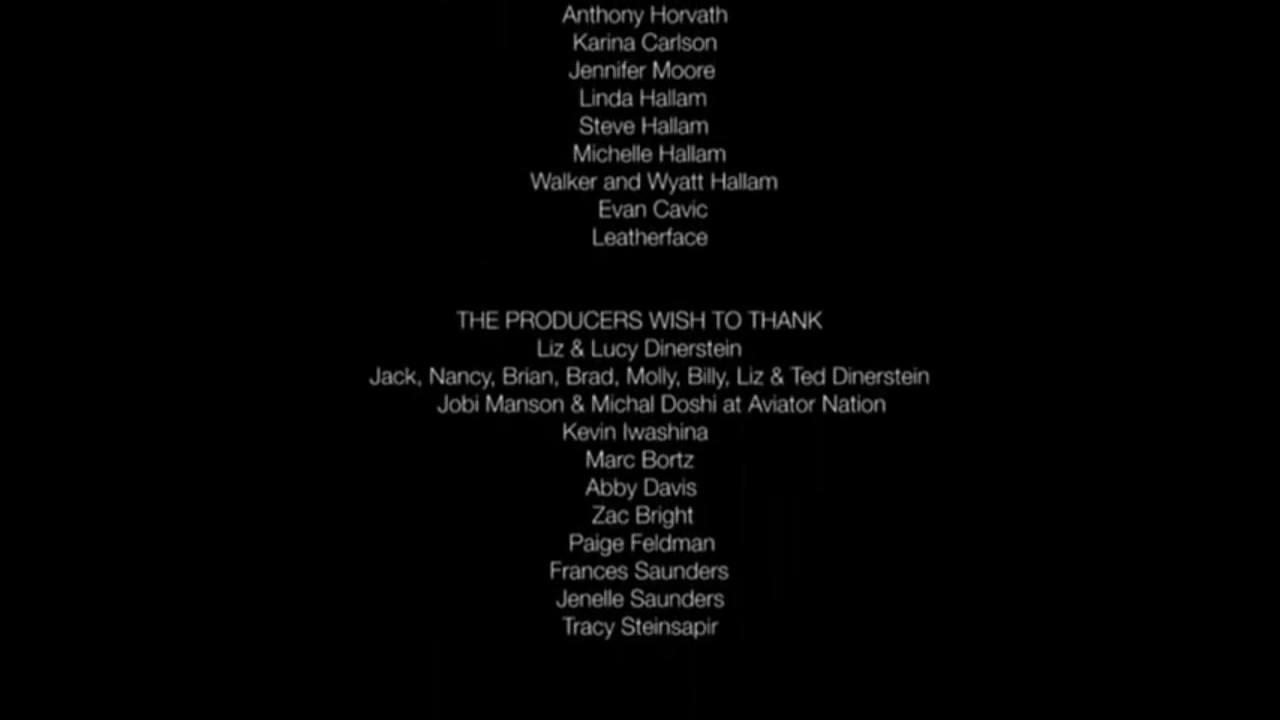 Anthony Horvath
Karina Carlson
Jennifer Moore
Linda Hallam
Steve Hallam
Michelle Hallam
Walker and Wyatt Hallam
Evan Cavic
Leatherface
THE PRODUCERS WISH TO THANK
Liz & Lucy Dinerstein
Jack, Nancy, Brian, Brad, Molly, Billy, Liz & Ted Dinerstein
Jobi Manson & Michal Doshi at Aviator Nation
Kevin Iwashina
Marc Bortz
Abby Davis
Zac Bright
Paige Feldman
Frances Saunders
Jenelle Saunders
Tracy Steinsapir